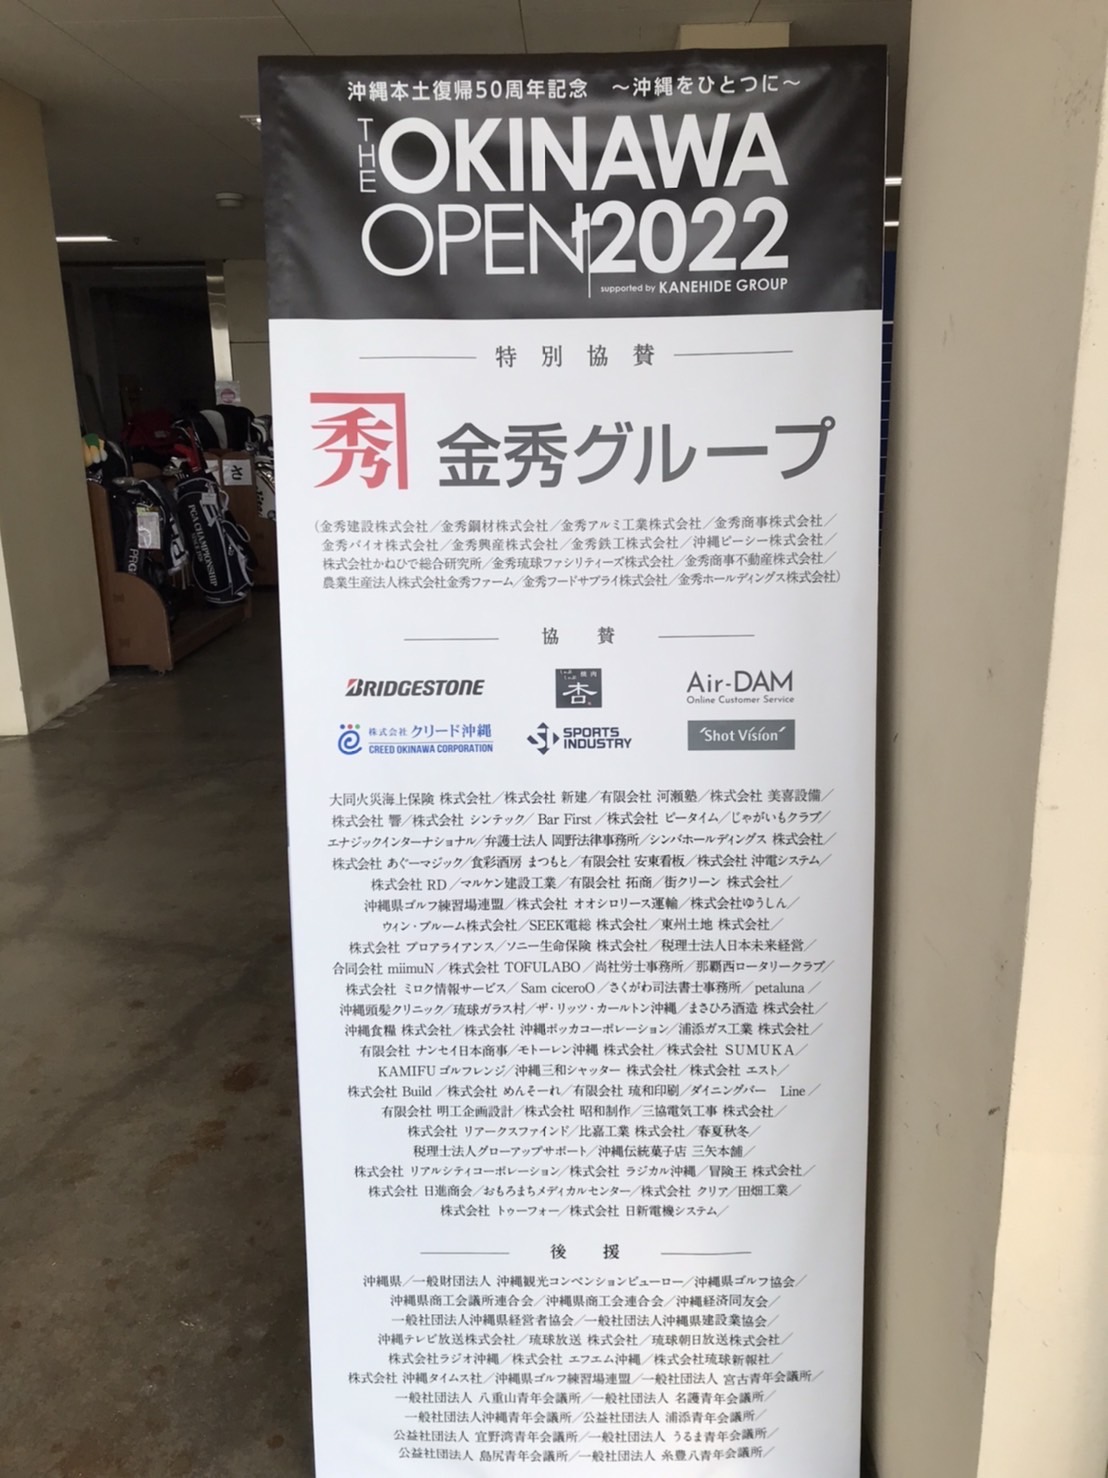 沖縄本土復帰50周年記念　～沖縄をひとつに～
THE OKINAWA
OPEN 2022
supported by KANEHIDE GROUP
特別協賛
秀 金秀グループ
(金秀建設株式会社／金秀鋼材株式会社／金秀アルミ工業株式会社／金秀商事株式会社／
金秀バイオ株式会社／金秀興産株式会社／金秀鉄工株式会社／沖縄ピーシー株式会社／
株式会社かねひで総合研究所／金秀琉球ファシリティーズ株式会社／金秀商事不動産株式会社／
農業生産法人株式会社金秀ファーム／金秀フードサプライ株式会社／金秀ホールディングス株式会社)
協賛
BRIDGESTONE
焼肉
杏
Air-DAM
Online Customer Service
株式会社 クリード沖縄
CREED OKINAWA CORPORATION
SPORTS
INDUSTRY
Shot Vision
大同火災海上保険 株式会社／株式会社 新建／有限会社 河瀬塾／株式会社 美喜設備／
株式会社 響／株式会社 シンテック／Bar First／株式会社 ビータイム／じゃがいもクラブ／
エナジックインターナショナル／弁護士法人 岡野法律事務所／シンバホールディングス 株式会社／
株式会社 あぐーマジック／食彩酒房 まつもと／有限会社 安東看板／株式会社 沖電システム／
株式会社 RD／マルケン建設工業／有限会社 拓商／街クリーン 株式会社／
沖縄県ゴルフ練習場連盟／株式会社 オオシロリース運輸／株式会社ゆうしん／
ウィン・ブルーム株式会社／SEEK電総 株式会社／東州土地 株式会社／
株式会社 プロアライアンス／ソニー生命保険 株式会社／税理士法人日本未来経営／
合同会社 miimuN／株式会社 TOFULABO／尚社労士事務所／那覇西ロータリークラブ／
株式会社 ミロク情報サービス／Sam ciceroO／さくがわ司法書士事務所／petaluna／
沖縄頭髪クリニック／琉球ガラス村／ザ・リッツ・カールトン沖縄／まさひろ酒造 株式会社／
沖縄食糧 株式会社／株式会社 沖縄ポッカコーポレーション／浦添ガス工業 株式会社／
有限会社 ナンセイ日本商事／モトーレン沖縄 株式会社／株式会社 SUMUKA／
KAMIFUゴルフレンジ／沖縄三和シャッター 株式会社／株式会社 エスト／
株式会社 Build／株式会社 めんそーれ／有限会社 琉和印刷／ダイニングバー　Line／
有限会社 明工企画設計／株式会社 昭和制作／三協電気工事 株式会社／
株式会社 リアークスファインド／比嘉工業 株式会社／春夏秋冬／
税理士法人グローアップサポート／沖縄伝統菓子店 三矢本舗／
株式会社 リアルシティコーポレーション／株式会社 ラジカル沖縄／冒険王 株式会社／
株式会社 日進商会／おもろまちメディカルセンター／株式会社 クリア／田畑工業／
株式会社 トゥーフォー／株式会社 日新電機システム／
後援
沖縄県／一般財団法人 沖縄観光コンベンションビューロー／沖縄県ゴルフ協会／
沖縄県商工会議所連合会／沖縄県商工会連合会／沖縄経済同友会／
一般社団法人沖縄県経営者協会／一般社団法人沖縄県建設業協会／
沖縄テレビ放送株式会社／琉球放送 株式会社／琉球朝日放送株式会社／
株式会社ラジオ沖縄／株式会社 エフエム沖縄／株式会社琉球新報社／
株式会社 沖縄タイムス社／沖縄県ゴルフ練習場連盟／一般社団法人 宮古青年会議所／
一般社団法人 八重山青年会議所／一般社団法人 名護青年会議所／
一般社団法人沖縄青年会議所／公益社団法人 浦添青年会議所／
公益社団法人 宜野湾青年会議所／一般社団法人 うるま青年会議所／
公益社団法人 島尻青年会議所／一般社団法人 糸豊八青年会議所／
PGA CHAMPIONSHIP
PRG